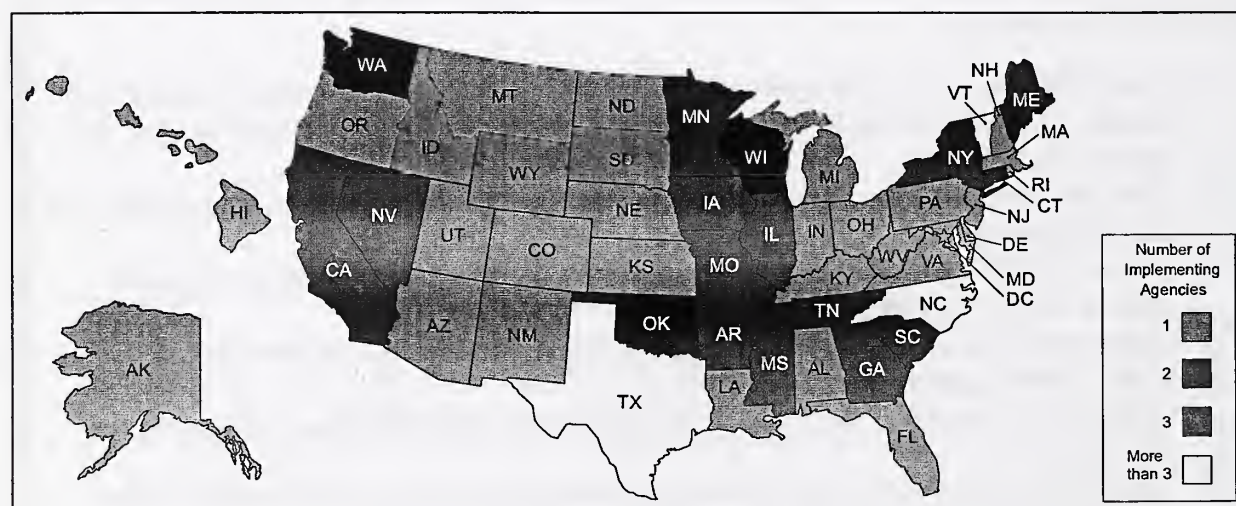 WA
MT
ND
MN
NH
VT
ME
OR
ID
SD
WI
NY
MA
WY
MI
RI
CT
HI
NV
NE
IA
PA
NJ
UT
CO
IL
IN
OH
DE
CA
KS
MO
WV
VA
MD
KY
DC
AZ
NM
OK
AR
TN
NC
SC
AK
MS
AL
GA
LA
TX
FL
Number of
Implementing
Agencies
1
2
3
More
than 3